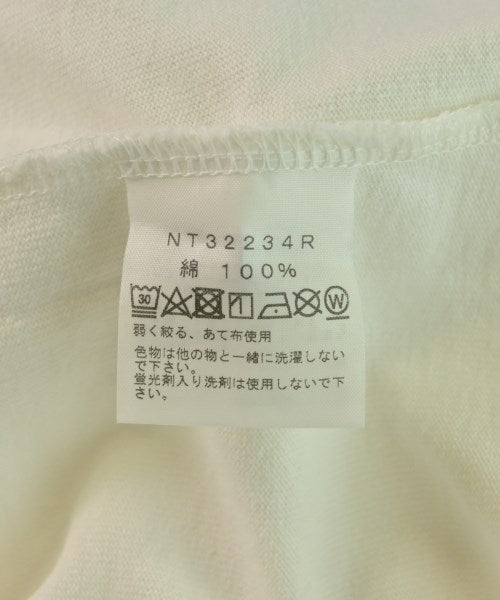 NT32234R
綿 100%
30 W
弱く絞る、あて布使用
色物は他の物と一緒に洗濯しない
で下さい。
蛍光剤入り洗剤は使用しないで下
さい。